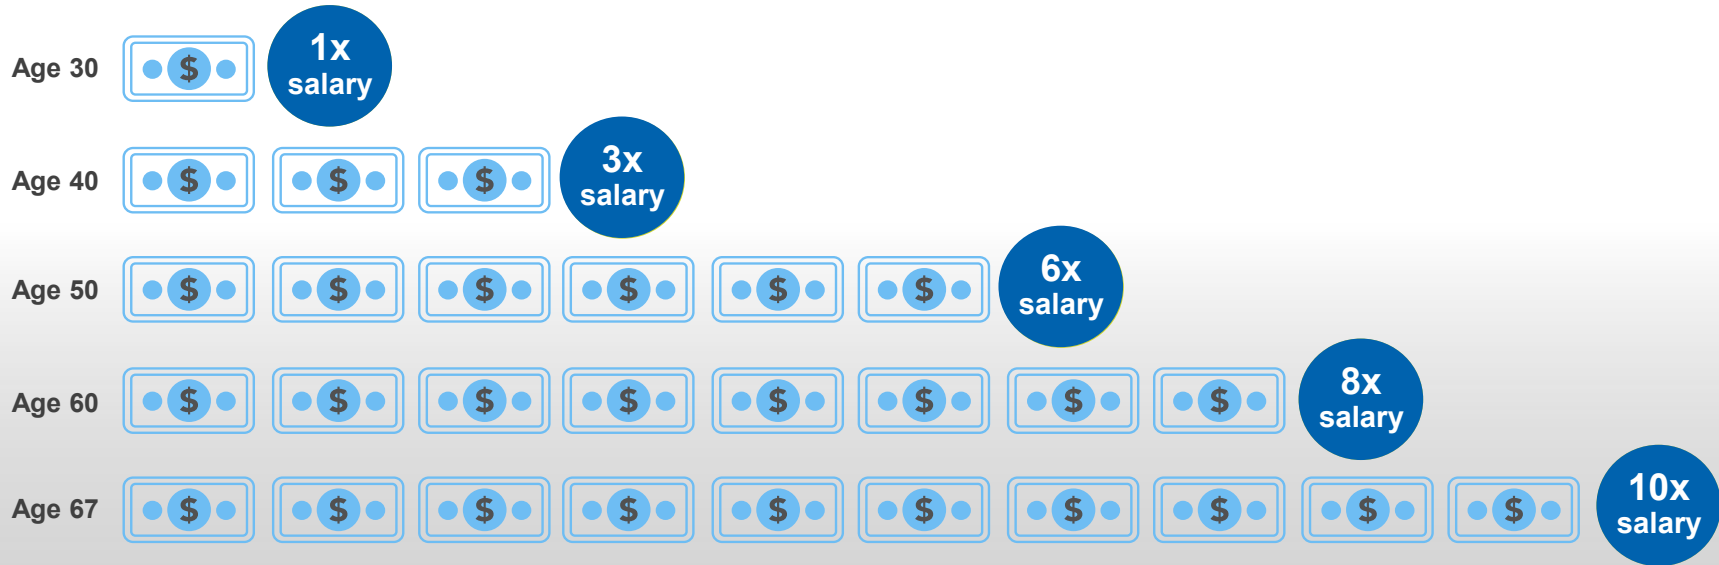 Age 30
$
1x
salary
Age 40
$ $ $
3x
salary
Age 50
$ $ $ $ $ $
6x
salary
Age 60
$ $ $ $ $ $ $ $
8x
salary
Age 67
$ $ $ $ $ $ $ $ $ $
10x
salary